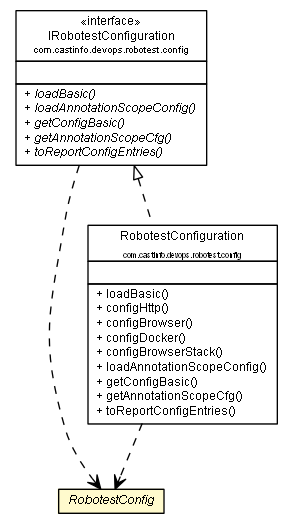 «interface»
IRobotestConfiguration
com.castinfo.devops.robotest.config
+ loadBasic()
+ loadAnnotationScopeConfig()
+ getConfigBasic()
+ getAnnotationScopeCfg()
+ toReportConfigEntries()
RobotestConfiguration
com.castinfo.devops.robotest.config
+ loadBasic()
+ configHttp()
+ configBrowser()
+ configDocker()
+ configBrowserStack()
+ loadAnnotationScopeConfig()
+ getConfigBasic()
+ getAnnotationScopeCfg()
+ toReportConfigEntries()
RobotestConfig